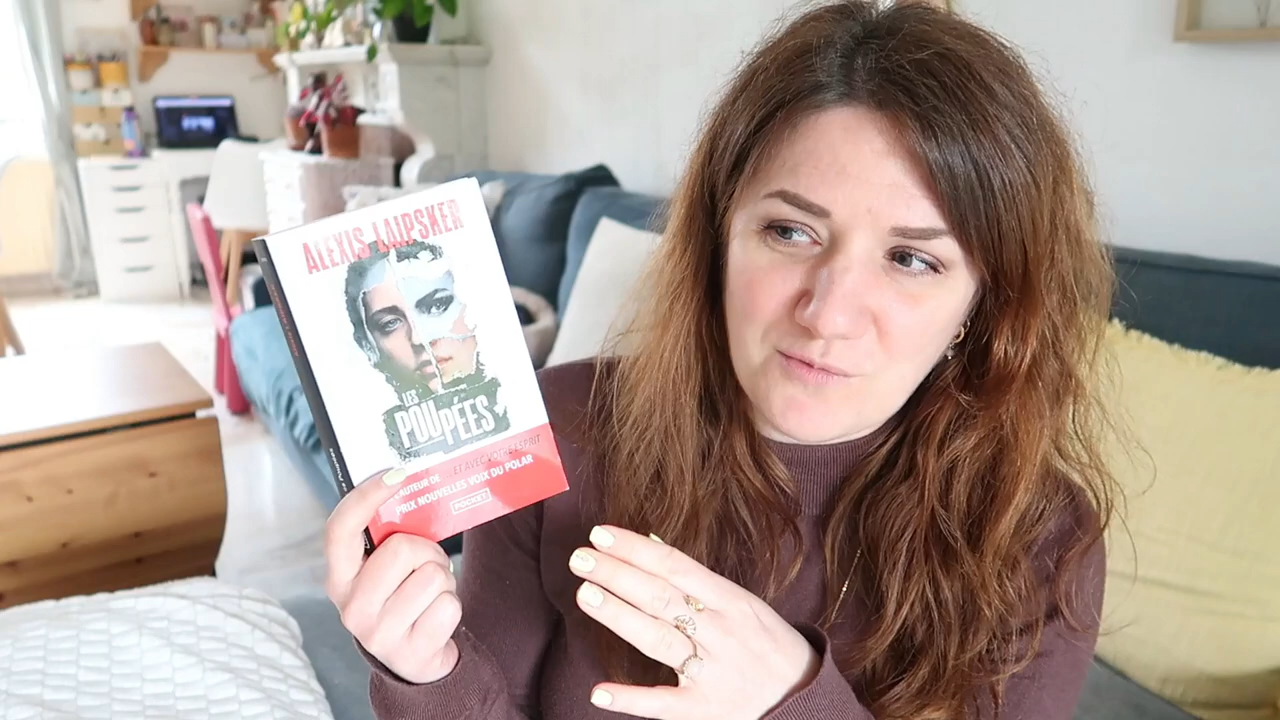 ALEXIS LAIPSKER
LES
POUPÉES
ET AVEC VOTRE ESPRIT
L'AUTEUR DE
PRIX NOUVELLES VOIX DU POLAR
POCKET